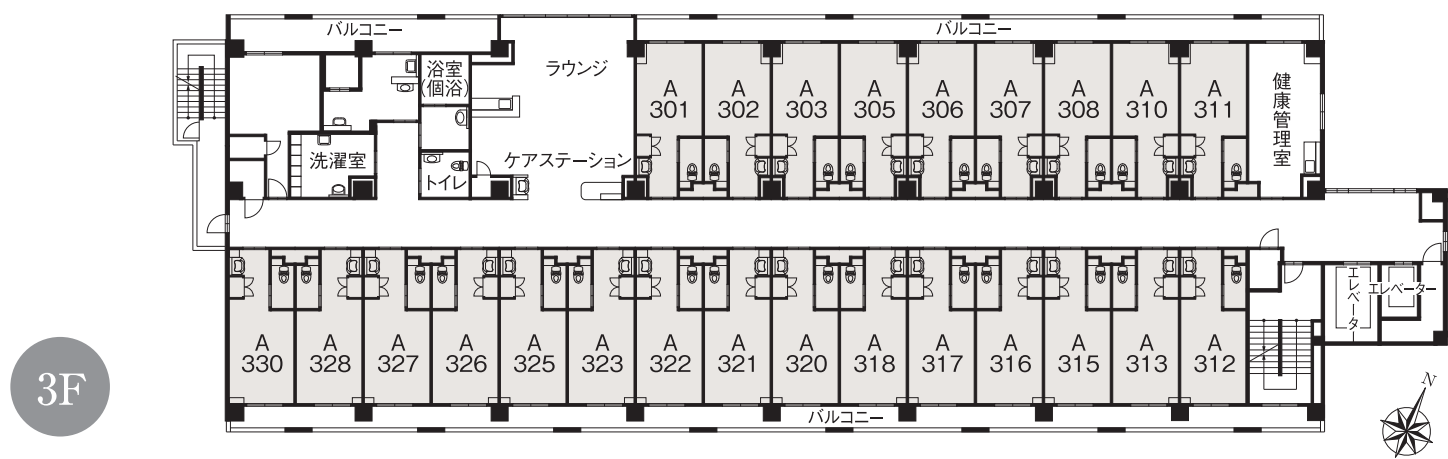 バルコニー
バルコニー
浴室
(個浴)
ラウンジ
A
301
A
302
A
303
A
305
A
306
A
307
A
308
A
310
A
311
健康管理室
洗濯室
トイレ
ケアステーション
エレベーター
エレベーター
A
330
A
328
A
327
A
326
A
325
A
323
A
322
A
321
A
320
A
318
A
317
A
316
A
315
A
313
A
312
3F
バルコニー
N